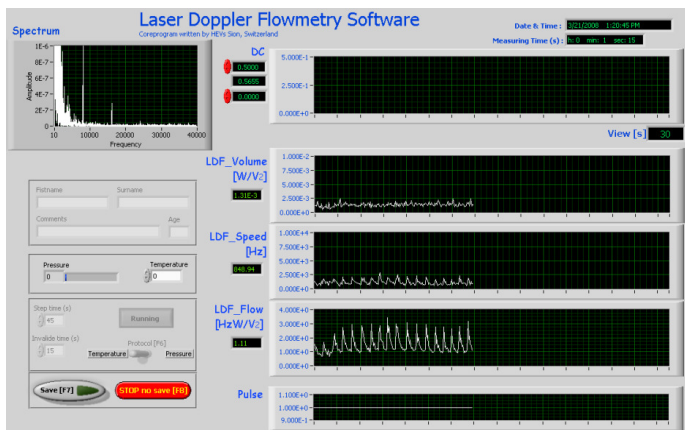 Laser Doppler Flowmetry Software
Coreprogram written by HEVs Sion, Switzerland
Date & Time : 3/21/2008 1:20:45 PM
Measuring Time (s) : h: 0 min: 1 sec: 15
Spectrum
1E-6
8E-7
6E-7
4E-7
2E-7
0
Amplitude
10 10000 20000 30000 40000
Frequency
DC
0.5000
0.5655
0.0000
5.000E-1
2.500E-1
0.000E+0
View [s] 30
LDF_Volume
[W/V2]
1.31E-3
1.000E-2
7.500E-3
5.000E-3
2.500E-3
0.000E+0
Firstname Surname
Comments Age
LDF_Speed
[Hz]
848.94
1.000E+4
7.500E+3
5.000E+3
2.500E+3
0.000E+0
Pressure
0
Temperature
0
LDF_Flow
[HzW/V2]
1.11
4.000E+0
3.000E+0
2.000E+0
1.000E+0
0.000E+0
Step time (s)
45
Running
Invalide time (s)
15
Protocol [F6]
Temperature Pressure
Save [F7]
STOP no save [F8]
Pulse
1.100E+0
1.000E+0
9.000E-1